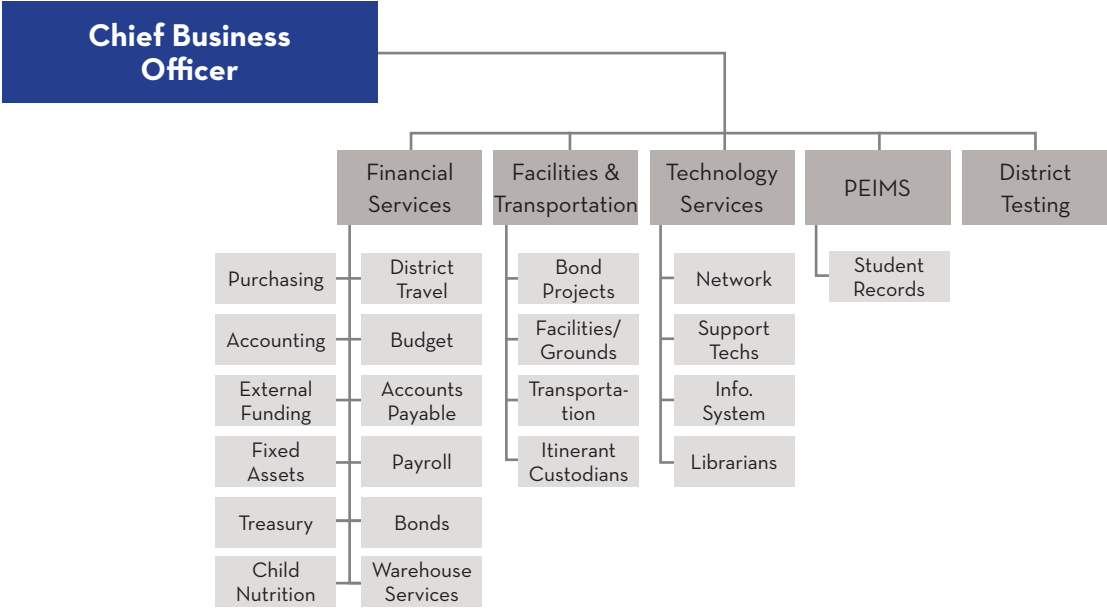 Chief Business
Officer
Financial
Services
Facilities &
Transportation
Technology
Services
PEIMS
District
Testing
Purchasing
District
Travel
Accounting
Budget
External
Funding
Accounts
Payable
Fixed
Assets
Payroll
Treasury
Bonds
Child
Nutrition
Warehouse
Services
Bond
Projects
Facilities/
Grounds
Transporta-
tion
Itinerant
Custodians
Network
Support
Techs
Info.
System
Librarians
Student
Records